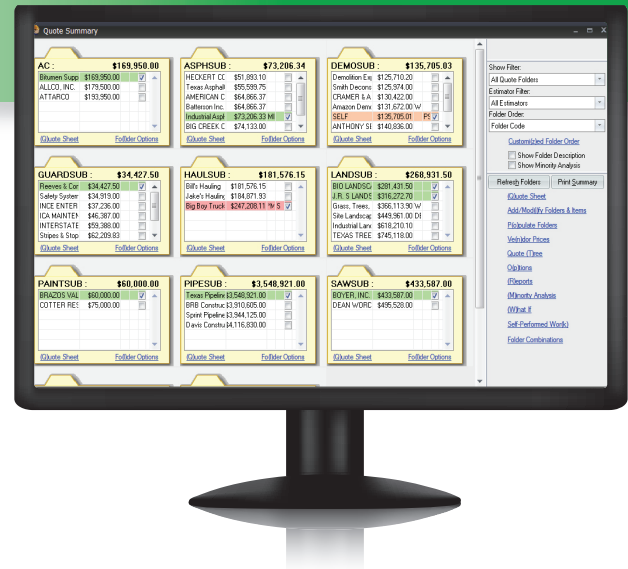 Quote Summary
AC : $169,950.00
Bitumen Supp $169,950.00
ALLCO, INC. $179,500.00
ATTARCO $193,950.00
(Q)uote Sheet Fo(l)der Options
ASPHSUB : $73,206.34
HECKERT CC $51,893.10
Texas Asphalt $55,593.75
AMERICAN C $64,866.37
Batterson Inc. $64,866.37
Industrial Aspl $73,206.33 MI
BIG CREEK C $74,133.00
(Q)uote Sheet Fo(l)der Options
DEMOSUB : $135,705.03
Demolition Exp $125,710.20
Smith Decons $125,974.00
CRAMER & A $130,422.00
Amazon Demc $131,672.00 W
SELF $135,705.01 PS
ANTHONY SE $140,836.00
(Q)uote Sheet Fo(l)der Options
GUARDSUB : $34,427.50
Reeves & Cor $34,427.50
Safety System $34,919.00
INCE ENTER $37,236.00
ICA MAINTEN $46,387.00
INTERSTATE $59,388.00
Stripes & Stop $62,209.83
(Q)uote Sheet Fo(l)der Options
HAULSUB : $181,576.15
Bill's Hauling $181,576.15
Jake's Hauling $184,871.93
Big Boy Truck $247,208.11 *M S
(Q)uote Sheet Fo(l)der Options
LANDSUB : $268,931.50
BIO LANDSC $281,431.50
J.R. S LANDS $316,272.70
Grass, Trees, $366,113.90 W
Site Landscap $449,961.00 DE
Industrial Lan $618,210.10
TEXAS TREE $745,118.00
(Q)uote Sheet Fo(l)der Options
PAINTSUB : $60,000.00
BRAZOS VAL $60,000.00
COTTER RES $75,000.00
(Q)uote Sheet Fo(l)der Options
PIPESUB : $3,548,921.00
Texas Pipeline $3,548,921.00
BRB Construc $3,910,605.00
Sprint Pipeline $3,944,125.00
Davis Constru $4,116,830.00
(Q)uote Sheet Fo(l)der Options
SAWSUB : $433,587.00
BOYER, INC. $433,587.00
DEAN WORD $495,528.00
(Q)uote Sheet Fo(l)der Options
Show Filter:
All Quote Folders
Estimator Filter:
All Estimators
Folder Order:
Folder Code
Customi(z)ed Folder Order
Show Folder Description
Show Minority Analysis
Refresh Folders Print Summary
(Q)uote Sheet
Add/Modi(f)y Folders & Items
P(o)pulate Folders
Ve(n)dor Prices
Quote (T)ree
O(p)tions
(R)eports
(M)inority Analysis
(W)hat If
Self-Performed Wor(k)
Folder Combinations